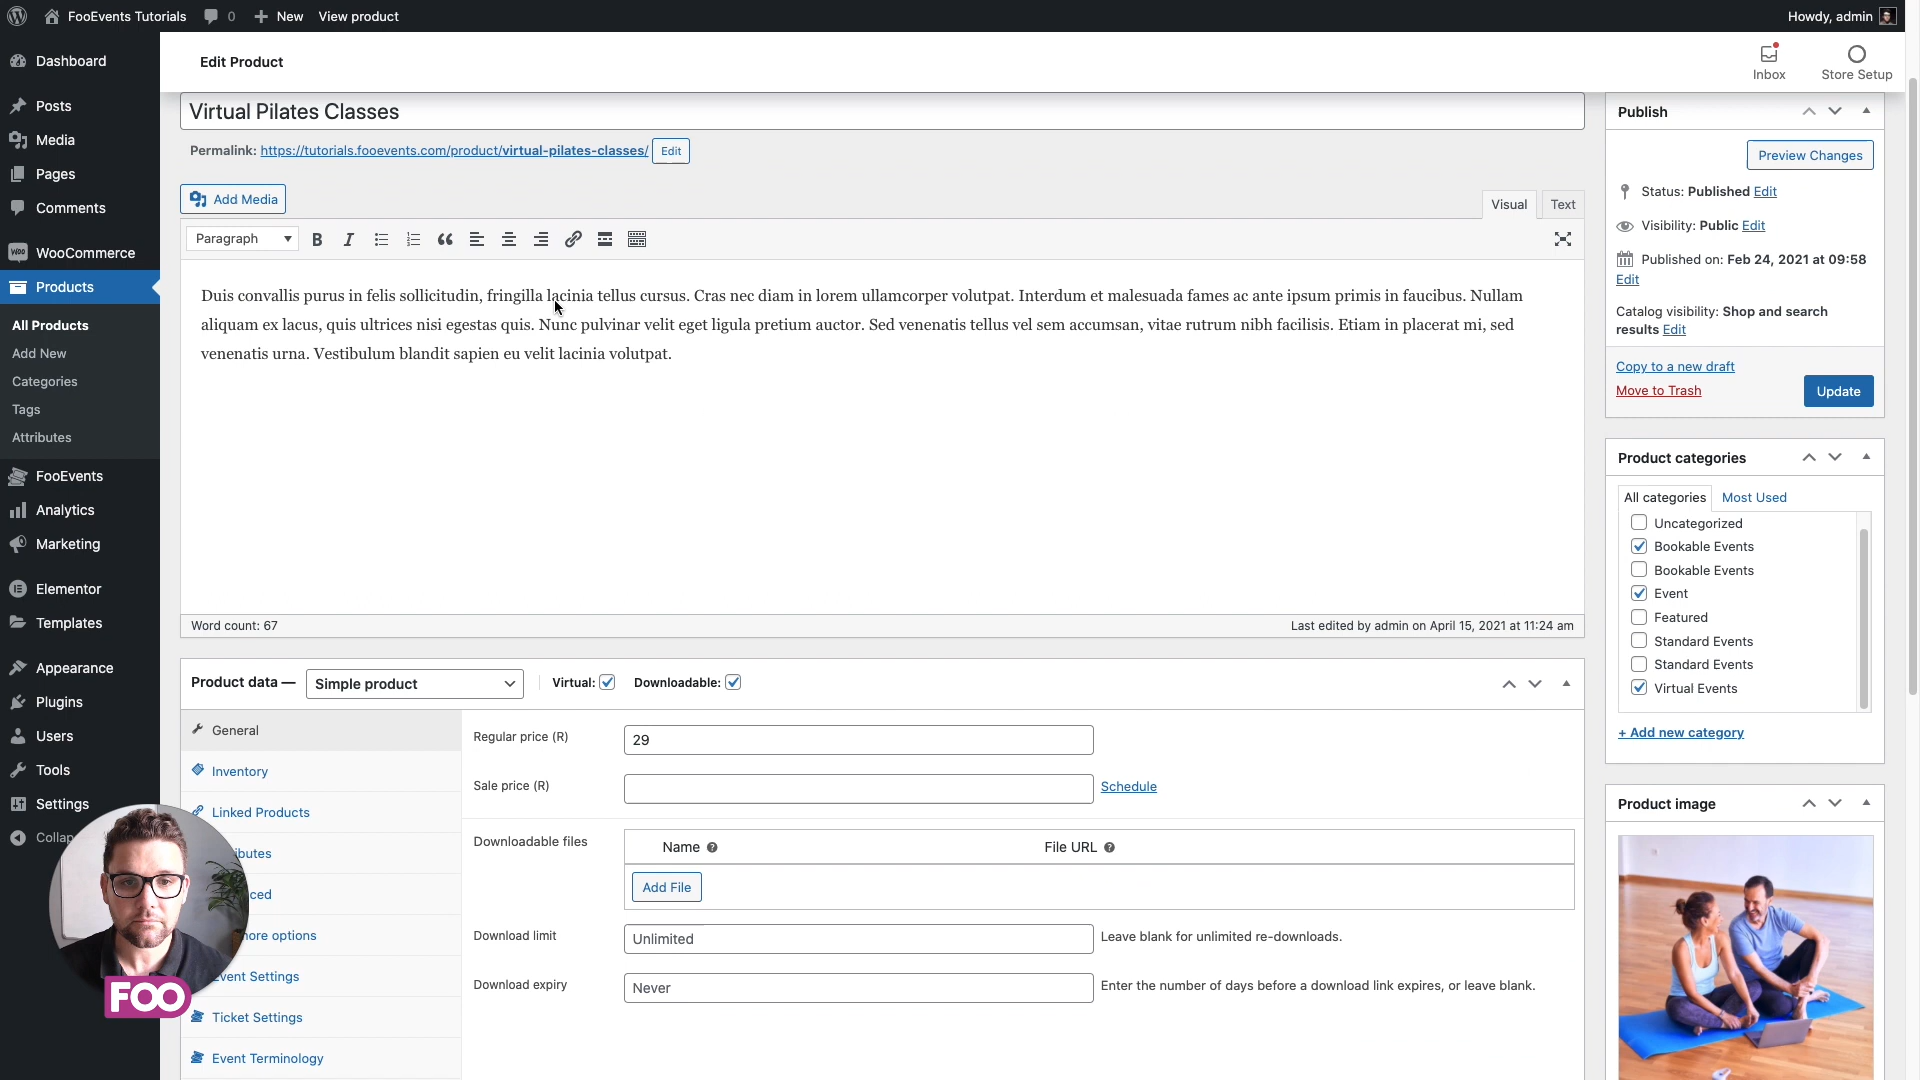 FooEvents Tutorials
0
New
View product
Howdy, admin
Edit Product
Inbox
Store Setup
Dashboard
Posts
Media
Pages
Comments
WooCommerce
Products
All Products
Add New
Categories
Tags
Attributes
FooEvents
Analytics
Marketing
Elementor
Templates
Appearance
Plugins
Users
Tools
Settings
Collap
FOO
Virtual Pilates Classes
Permalink: https://tutorials.fooevents.com/product/virtual-pilates-classes/ Edit
Add Media
Visual
Text
Paragraph
Duis convallis purus in felis sollicitudin, fringilla lacinia tellus cursus. Cras nec diam in lorem ullamcorper volutpat. Interdum et malesuada fames ac ante ipsum primis in faucibus. Nullam
aliquam ex lacus, quis ultrices nisi egestas quis. Nunc pulvinar velit eget ligula pretium auctor. Sed venenatis tellus vel sem accumsan, vitae rutrum nibh facilisis. Etiam in placerat mi, sed
venenatis urna. Vestibulum blandit sapien eu velit lacinia volutpat.
Word count: 67
Last edited by admin on April 15, 2021 at 11:24 am
Product data —
Simple product
Virtual:
Downloadable:
General
Inventory
Linked Products
ibutes
ced
more options
Event Settings
Ticket Settings
Event Terminology
Regular price (R)
29
Sale price (R)
Schedule
Downloadable files
Name
File URL
Add File
Download limit
Unlimited
Leave blank for unlimited re-downloads.
Download expiry
Never
Enter the number of days before a download link expires, or leave blank.
Publish
Preview Changes
Status: Published Edit
Visibility: Public Edit
Published on: Feb 24, 2021 at 09:58
Edit
Catalog visibility: Shop and search
results Edit
Copy to a new draft
Move to Trash
Update
Product categories
All categories
Most Used
Uncategorized
Bookable Events
Bookable Events
Event
Featured
Standard Events
Standard Events
Virtual Events
+ Add new category
Product image